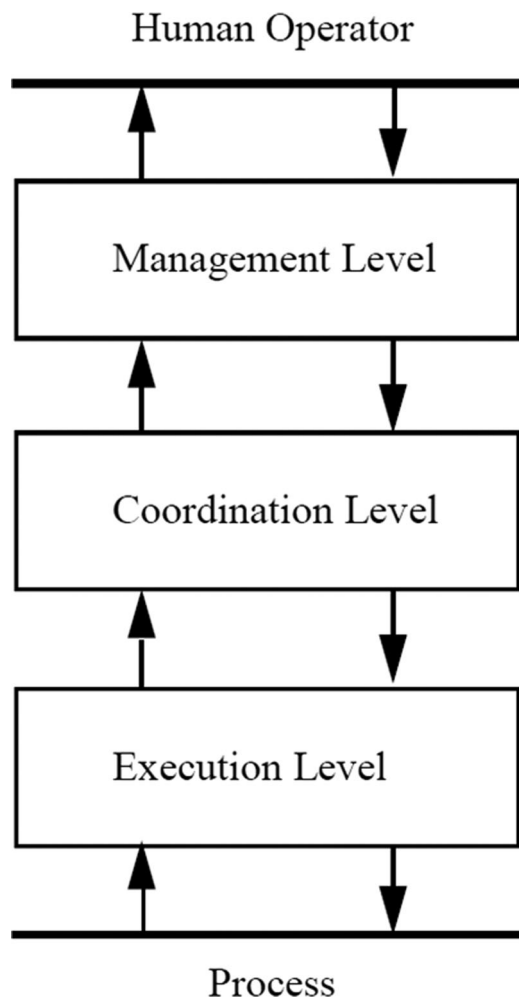 Human Operator
Management Level
Coordination Level
Execution Level
Process